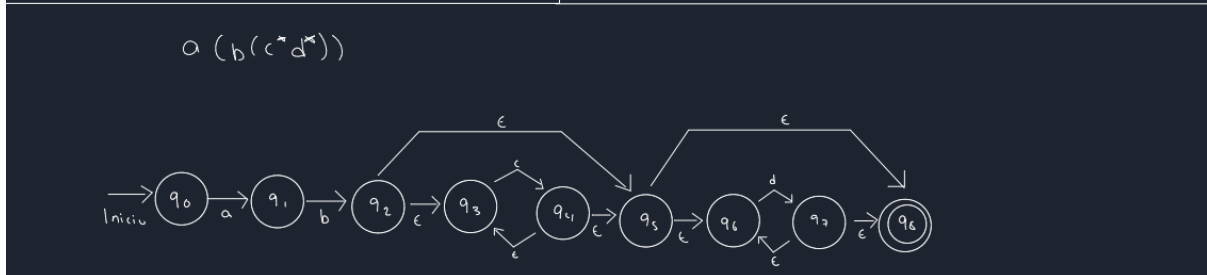 a (b(c*d*))
ε ε
c d
Inicio q0 a q1 b q2 ε q3 q4 ε q5 ε q6 q7 ε q8
ε ε